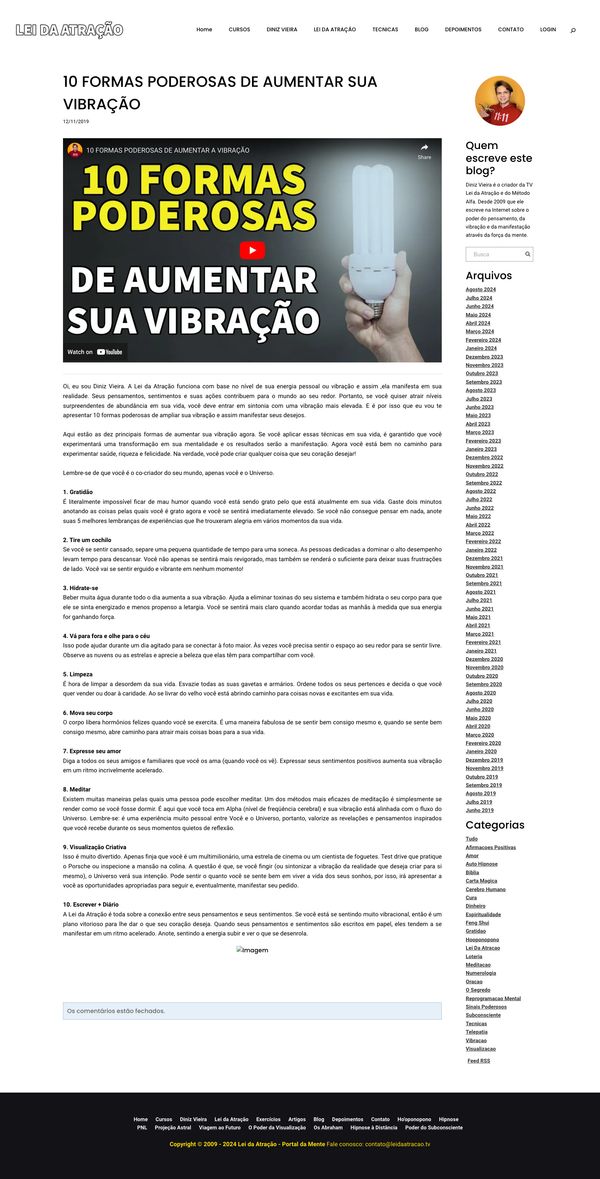 LEI DA ATRAÇÃO
Home CURSOS DINIZ VIEIRA LEI DA ATRAÇÃO TECNICAS BLOG DEPOIMENTOS CONTATO LOGIN
10 FORMAS PODEROSAS DE AUMENTAR SUA
VIBRAÇÃO
12/11/2019
10 FORMAS PODEROSAS DE AUMENTAR A VIBRAÇÃO
Share
10 FORMAS
PODEROSAS
DE AUMENTAR
SUA VIBRAÇÃO
Watch on YouTube
Oi, eu sou Diniz Vieira. A Lei da Atração funciona com base no nível de sua energia pessoal ou vibração e assim ,ela manifesta em sua
realidade. Seus pensamentos, sentimentos e suas ações contribuem para o mundo ao seu redor. Portanto, se você quiser atrair níveis
surpreendentes de abundância em sua vida, você deve entrar em sintonia com uma vibração mais elevada. E é por isso que eu vou te
apresentar 10 formas poderosas de ampliar sua vibração e assim manifestar seus desejos.
Aqui estão as dez principais formas de aumentar sua vibração agora. Se você aplicar essas técnicas em sua vida, é garantido que você
experimentará uma transformação em sua mentalidade e os resultados serão a manifestação. Agora você está bem no caminho para
experimentar saúde, riqueza e felicidade. Na verdade, você pode criar qualquer coisa que seu coração desejar!
Lembre-se de que você é o co-criador do seu mundo, apenas você e o Universo.
1. Gratidão
É literalmente impossível ficar de mau humor quando você está sendo grato pelo que está atualmente em sua vida. Gaste dois minutos
anotando as coisas pelas quais você é grato agora e você se sentirá imediatamente elevado. Se você não consegue pensar em nada, anote
suas 5 melhores lembranças de experiências que lhe trouxeram alegria em vários momentos da sua vida.
2. Tire um cochilo
Se você se sentir cansado, separe uma pequena quantidade de tempo para uma soneca. As pessoas dedicadas a dominar o alto desempenho
levam tempo para descansar. Você não apenas se sentirá mais revigorado, mas também se renderá o suficiente para deixar suas frustrações
de lado. Você vai se sentir erguido e vibrante em nenhum momento!
3. Hidrate-se
Beber muita água durante todo o dia aumenta a sua vibração. Ajuda a eliminar toxinas do seu sistema e também hidrata o seu corpo para que
ele se sinta energizado e menos propenso a letargia. Você se sentirá mais claro quando acordar todas as manhãs à medida que sua energia
for ganhando força.
4. Vá para fora e olhe para o céu
Isso pode ajudar durante um dia agitado para se conectar à foto maior. Às vezes você precisa sentir o espaço ao seu redor para se sentir livre.
Observe as nuvens ou as estrelas e aprecie a beleza que elas têm para compartilhar com você.
5. Limpeza
É hora de limpar a desordem da sua vida. Esvazie todas as suas gavetas e armários. Ordene todos os seus pertences e decida o que você
quer vender ou doar à caridade. Ao se livrar do velho você está abrindo caminho para coisas novas e excitantes em sua vida.
6. Mova seu corpo
O corpo libera hormônios felizes quando você se exercita. É uma maneira fabulosa de se sentir bem consigo mesmo e, quando se sente bem
consigo mesmo, abre caminho para atrair mais coisas boas para a sua vida.
7. Expresse seu amor
Diga a todos os seus amigos e familiares que você os ama (quando você os vê). Expressar seus sentimentos positivos aumenta sua vibração
em um ritmo incrivelmente acelerado.
8. Meditar
Existem muitas maneiras pelas quais uma pessoa pode escolher meditar. Um dos métodos mais eficazes de meditação é simplesmente se
render como se você fosse dormir. É aqui que você toca em Alpha (nível de freqüência cerebral) e sua vibração está alinhada com o fluxo do
Universo. Lembre-se: é uma experiência muito pessoal entre Você e o Universo, portanto, valorize as revelações e pensamentos inspirados
que você recebe durante os seus momentos quietos de reflexão.
9. Visualização Criativa
Isso é muito divertido. Apenas finja que você é um multimilionário, uma estrela de cinema ou um cientista de foguetes. Test drive que pratique
o Porsche ou inspecione a mansão na colina. A questão é que, se você fingir (ou sintonizar a vibração da realidade que deseja criar para si
mesmo), o Universo verá sua intenção. Pode sentir o quanto você se sente bem em viver a vida dos seus sonhos, por isso, irá apresentar a
você as oportunidades apropriadas para seguir e, eventualmente, manifestar seu pedido.
10. Escrever + Diário
A Lei da Atração é toda sobre a conexão entre seus pensamentos e seus sentimentos. Se você está se sentindo muito vibracional, então é um
plano vitorioso para lhe dar o que seu coração deseja. Quando seus pensamentos e sentimentos são escritos em papel, eles tendem a se
manifestar em um ritmo acelerado. Anote, sentindo a energia subir e ver o que se desenrola.
Imagem
Os comentários estão fechados.
11:11
Quem
escreve este
blog?
Diniz Vieira é o criador da TV
Lei da Atração e do Método
Alfa. Desde 2009 que ele
escreve na Internet sobre o
poder do pensamento, da
vibração e da manifestação
através da força da mente.
Busca
Arquivos
Agosto 2024
Julho 2024
Junho 2024
Maio 2024
Abril 2024
Março 2024
Fevereiro 2024
Janeiro 2024
Dezembro 2023
Novembro 2023
Outubro 2023
Setembro 2023
Agosto 2023
Julho 2023
Junho 2023
Maio 2023
Abril 2023
Março 2023
Fevereiro 2023
Janeiro 2023
Dezembro 2022
Novembro 2022
Outubro 2022
Setembro 2022
Agosto 2022
Julho 2022
Junho 2022
Maio 2022
Abril 2022
Março 2022
Fevereiro 2022
Janeiro 2022
Dezembro 2021
Novembro 2021
Outubro 2021
Setembro 2021
Agosto 2021
Julho 2021
Junho 2021
Maio 2021
Abril 2021
Março 2021
Fevereiro 2021
Janeiro 2021
Dezembro 2020
Novembro 2020
Outubro 2020
Setembro 2020
Agosto 2020
Julho 2020
Junho 2020
Maio 2020
Abril 2020
Março 2020
Fevereiro 2020
Janeiro 2020
Dezembro 2019
Novembro 2019
Outubro 2019
Setembro 2019
Agosto 2019
Julho 2019
Junho 2019
Categorias
Tudo
Afirmacoes Positivas
Amor
Auto Hipnose
Biblia
Carta Magica
Cerebro Humano
Cura
Dinheiro
Espiritualidade
Feng Shui
Gratidao
Hooponopono
Lei Da Atracao
Loteria
Meditacao
Numerologia
Oracao
O Segredo
Reprogramacao Mental
Sinais Poderosos
Subconsciente
Tecnicas
Telepatia
Vibracao
Visualizacao
Feed RSS
Home Cursos Diniz Vieira Lei da Atração Exercícios Artigos Blog Depoimentos Contato Ho'oponopono Hipnose
PNL Projeção Astral Viagem ao Futuro O Poder da Visualização Os Abraham Hipnose à Distância Poder do Subconsciente
Copyright © 2009 - 2024 Lei da Atração - Portal da Mente Fale conosco: contato@leidaatracao.tv